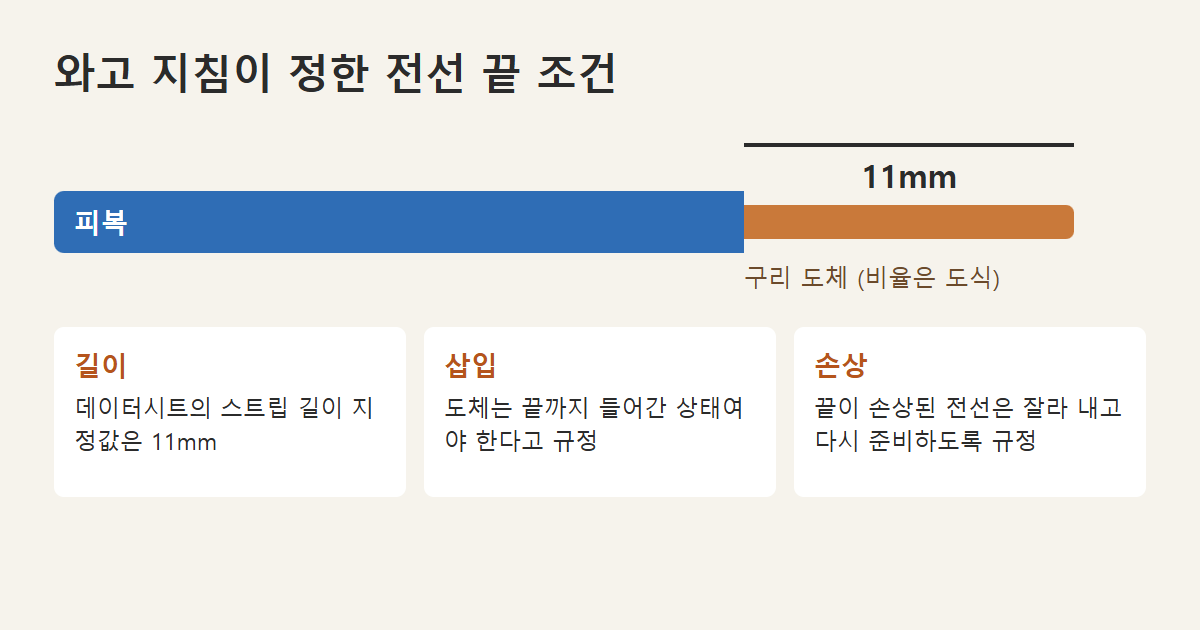 와고 지침이 정한 전선 끝 조건
11mm
피복
구리 도체 (비율은 도식)
길이
데이터시트의 스트립 길이 지
정값은 11mm
삽입
도체는 끝까지 들어간 상태여
야 한다고 규정
손상
끝이 손상된 전선은 잘라 내고
다시 준비하도록 규정